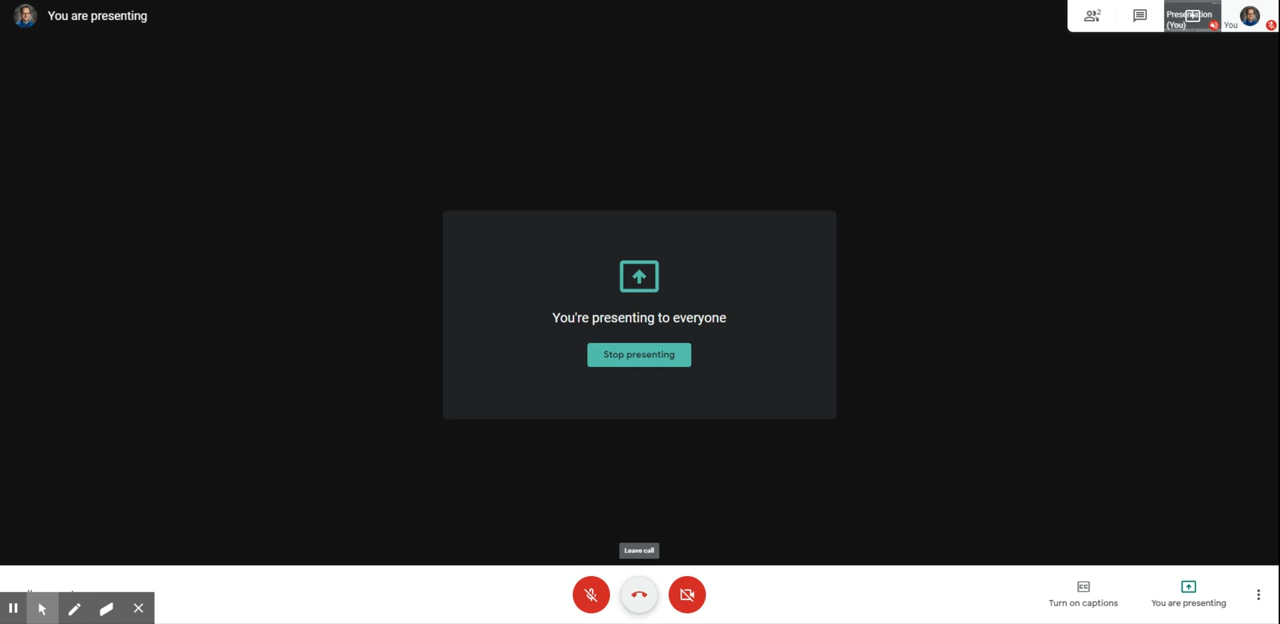 You are presenting
2
Presentation
(You)
You
You're presenting to everyone
Stop presenting
Leave call
CC
Turn on captions
You are presenting